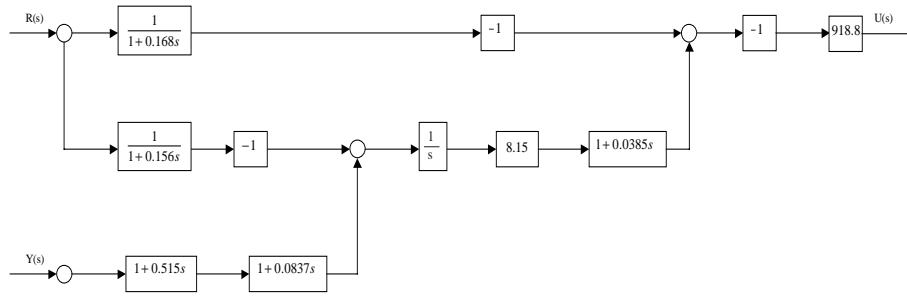 R(s)
1
1+0.168s
-1
-1
918.8
U(s)
1
1+0.156s
-1
1
s
8.15
1+0.0385s
Y(s)
1+0.515s
1+0.0837s